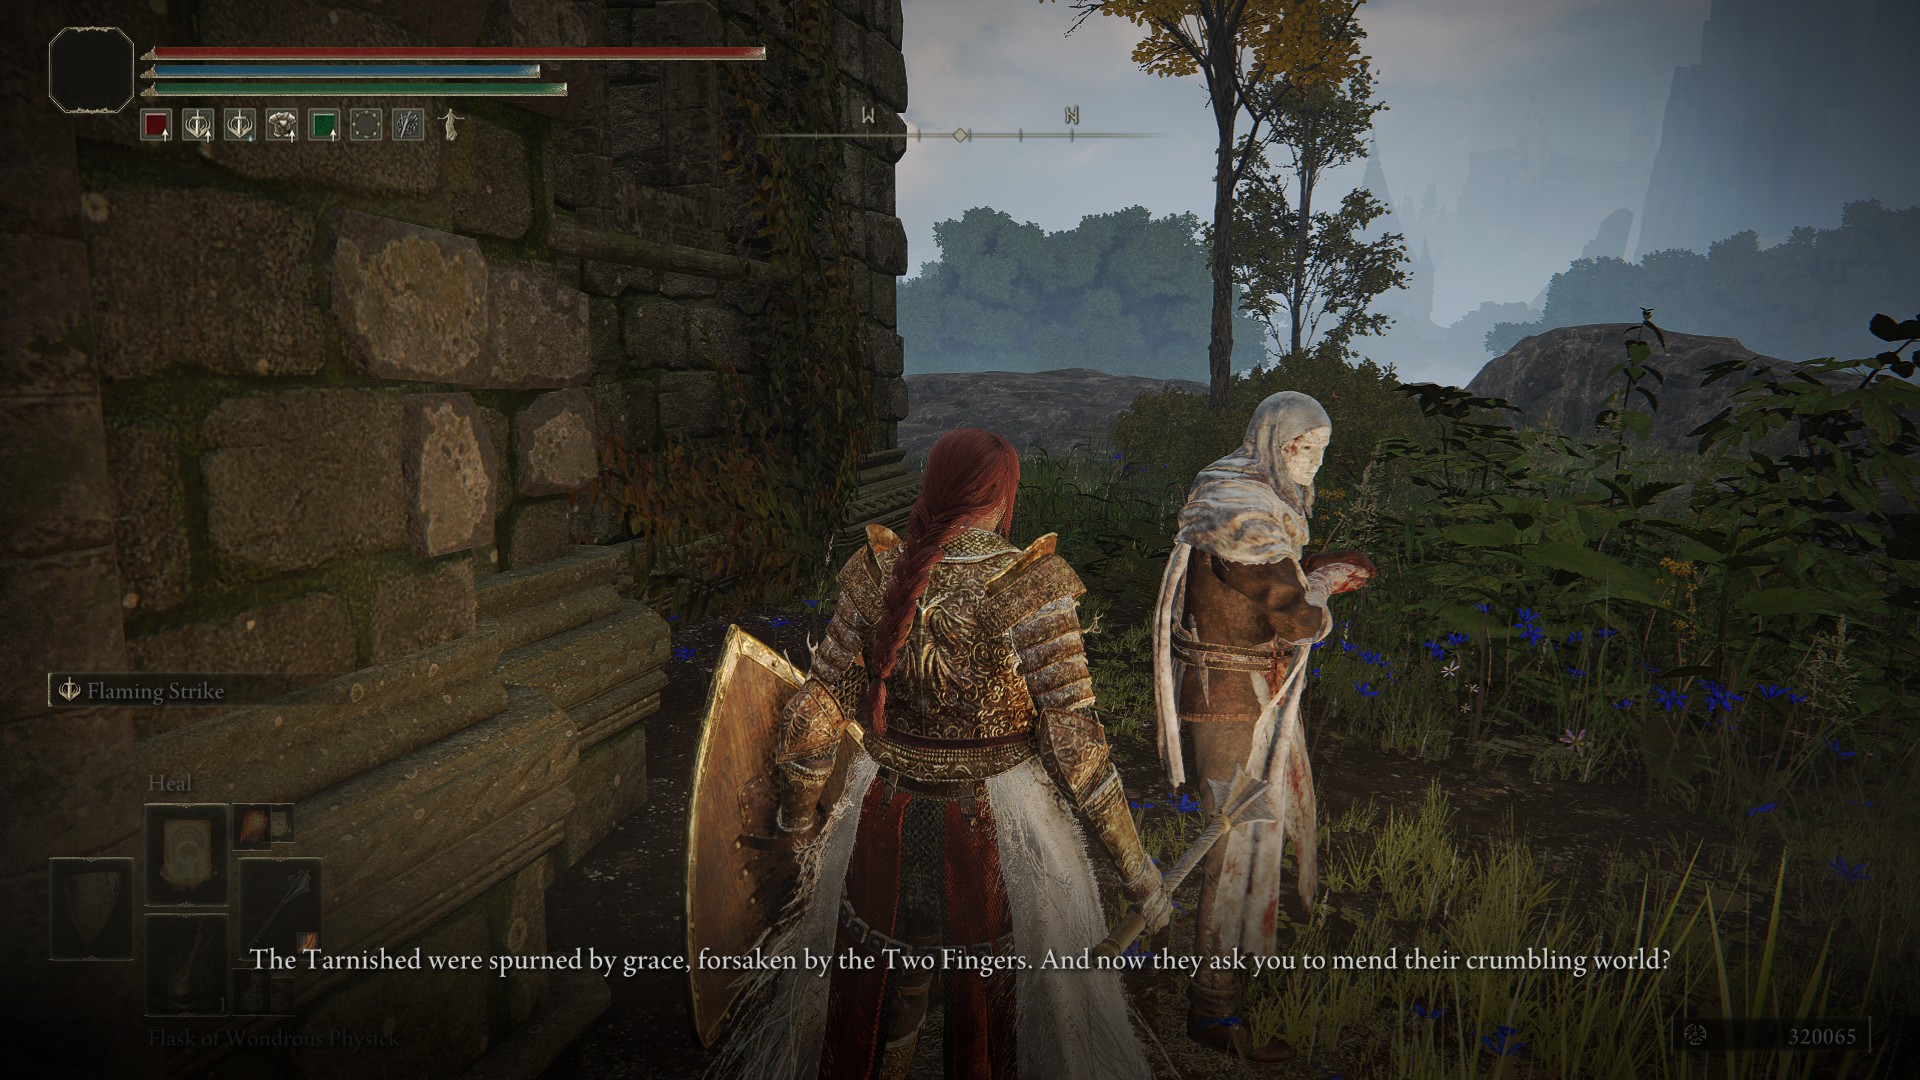 W N
Flaming Strike
Heal
The Tarnished were spurned by grace, forsaken by the Two Fingers. And now they ask you to mend their crumbling world?
1
Flask of Wondrous Physick
320065